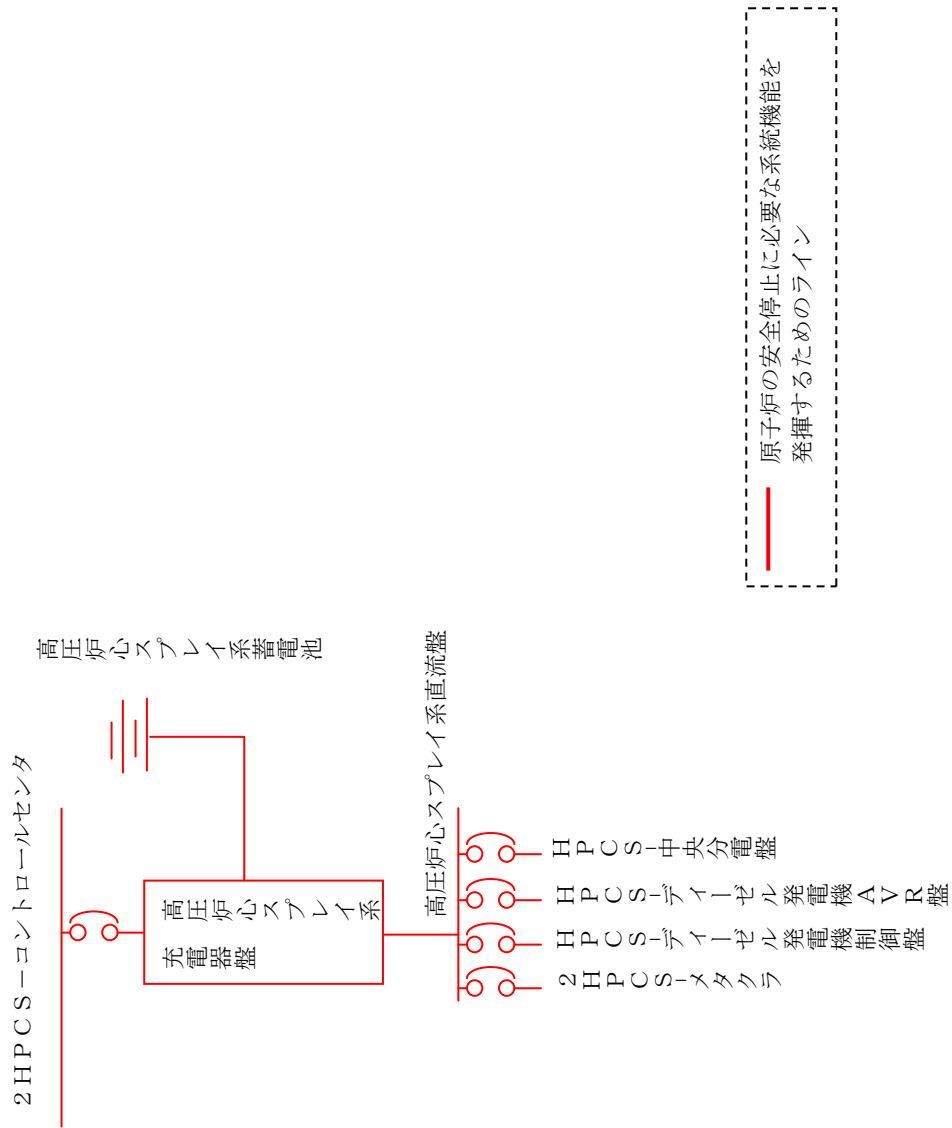 2HPCS-コントロールセンタ
高圧炉心スプレイ系蓄電池
高圧炉心スプレイ系
充電器盤
高圧炉心スプレイ系直流盤
2HPCS-メタクラ
HPCS-ディーゼル発電機制御盤
HPCS-ディーゼル発電機AVR盤
HPCS-中央分電盤
原子炉の安全停止に必要な系統機能を
発揮するためのライン